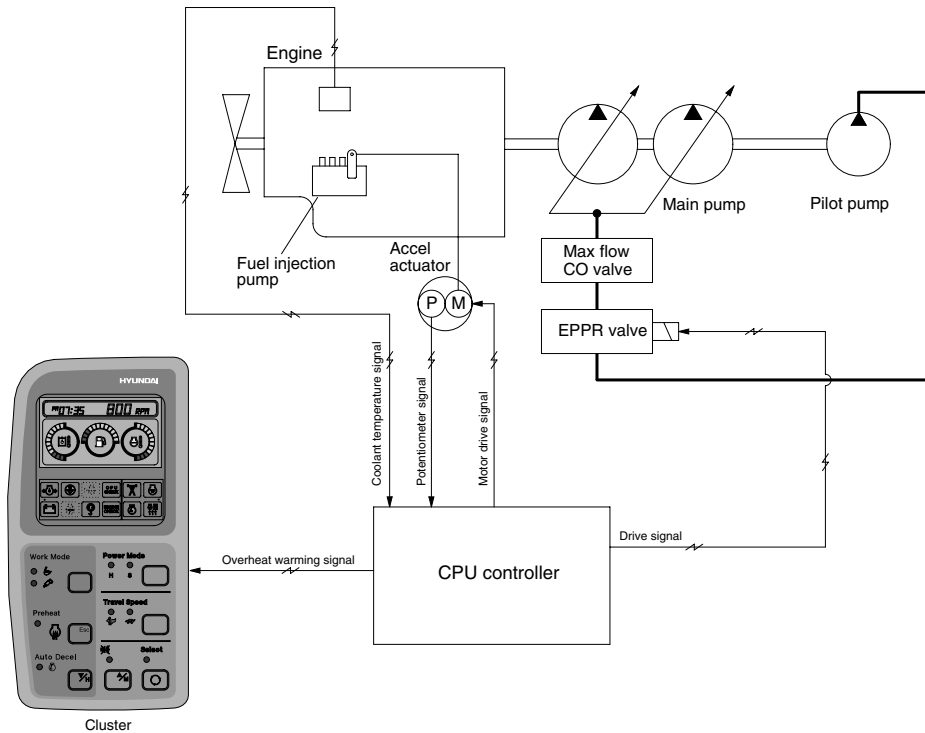 Engine
Fuel injection
pump
Accel
actuator
P
M
Main pump
Pilot pump
Max flow
CO valve
EPPR valve
Coolant temperature signal
Potentiometer signal
Motor drive signal
Drive signal
CPU controller
Overheat warming signal
HYUNDAI
PM 07:35 800 RPM
Work Mode
Power Mode
H S
Travel Speed
Preheat
Esc
Auto Decel
Select
Cluster